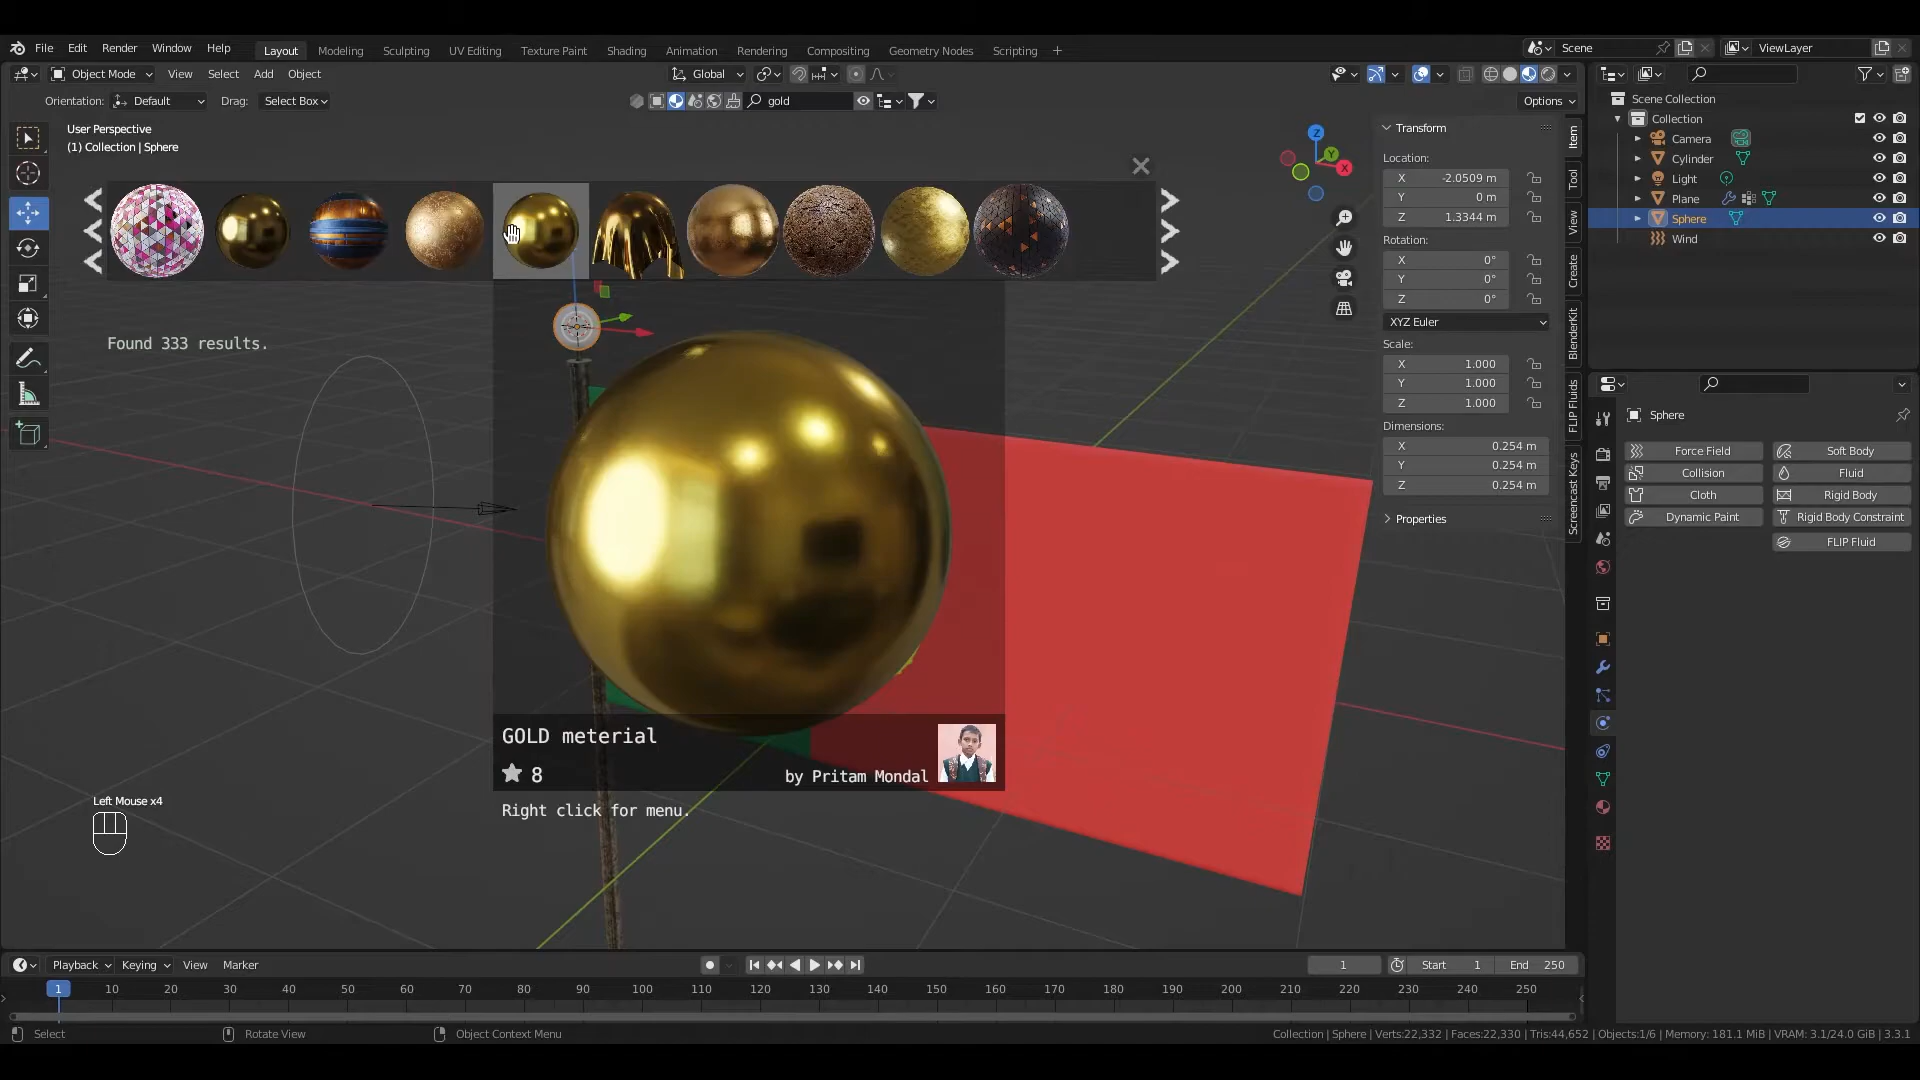 File Edit Render Window Help Layout Modeling Sculpting UV Editing Texture Paint Shading Animation Rendering Compositing Geometry Nodes Scripting + Scene ViewLayer
Object Mode View Select Add Object Global
Orientation: Default Drag: Select Box gold Options
User Perspective
(1) Collection | Sphere
Found 333 results.
GOLD meterial
8
by Pritam Mondal
Right click for menu.
Left Mouse x4
Z
Y
X
Transform
Location:
X -2.0509 m
Y 0 m
Z 1.3344 m
Rotation:
X 0°
Y 0°
Z 0°
XYZ Euler
Scale:
X 1.000
Y 1.000
Z 1.000
Dimensions:
X 0.254 m
Y 0.254 m
Z 0.254 m
Properties
Item
Tool
View
Create
BlenderKit
FLIP Fluids
Screencast Keys
Scene Collection
Collection
Camera
Cylinder
Light
Plane
Sphere
Wind
Sphere
Force Field Soft Body
Collision Fluid
Cloth Rigid Body
Dynamic Paint Rigid Body Constraint
FLIP Fluid
Playback Keying View Marker 1 Start 1 End 250
1 10 20 30 40 50 60 70 80 90 100 110 120 130 140 150 160 170 180 190 200 210 220 230 240 250
Select Rotate View Object Context Menu Collection | Sphere | Verts:22,332 | Faces:22,330 | Tris:44,652 | Objects:1/6 | Memory: 181.1 MiB | VRAM: 3.1/24.0 GiB | 3.3.1